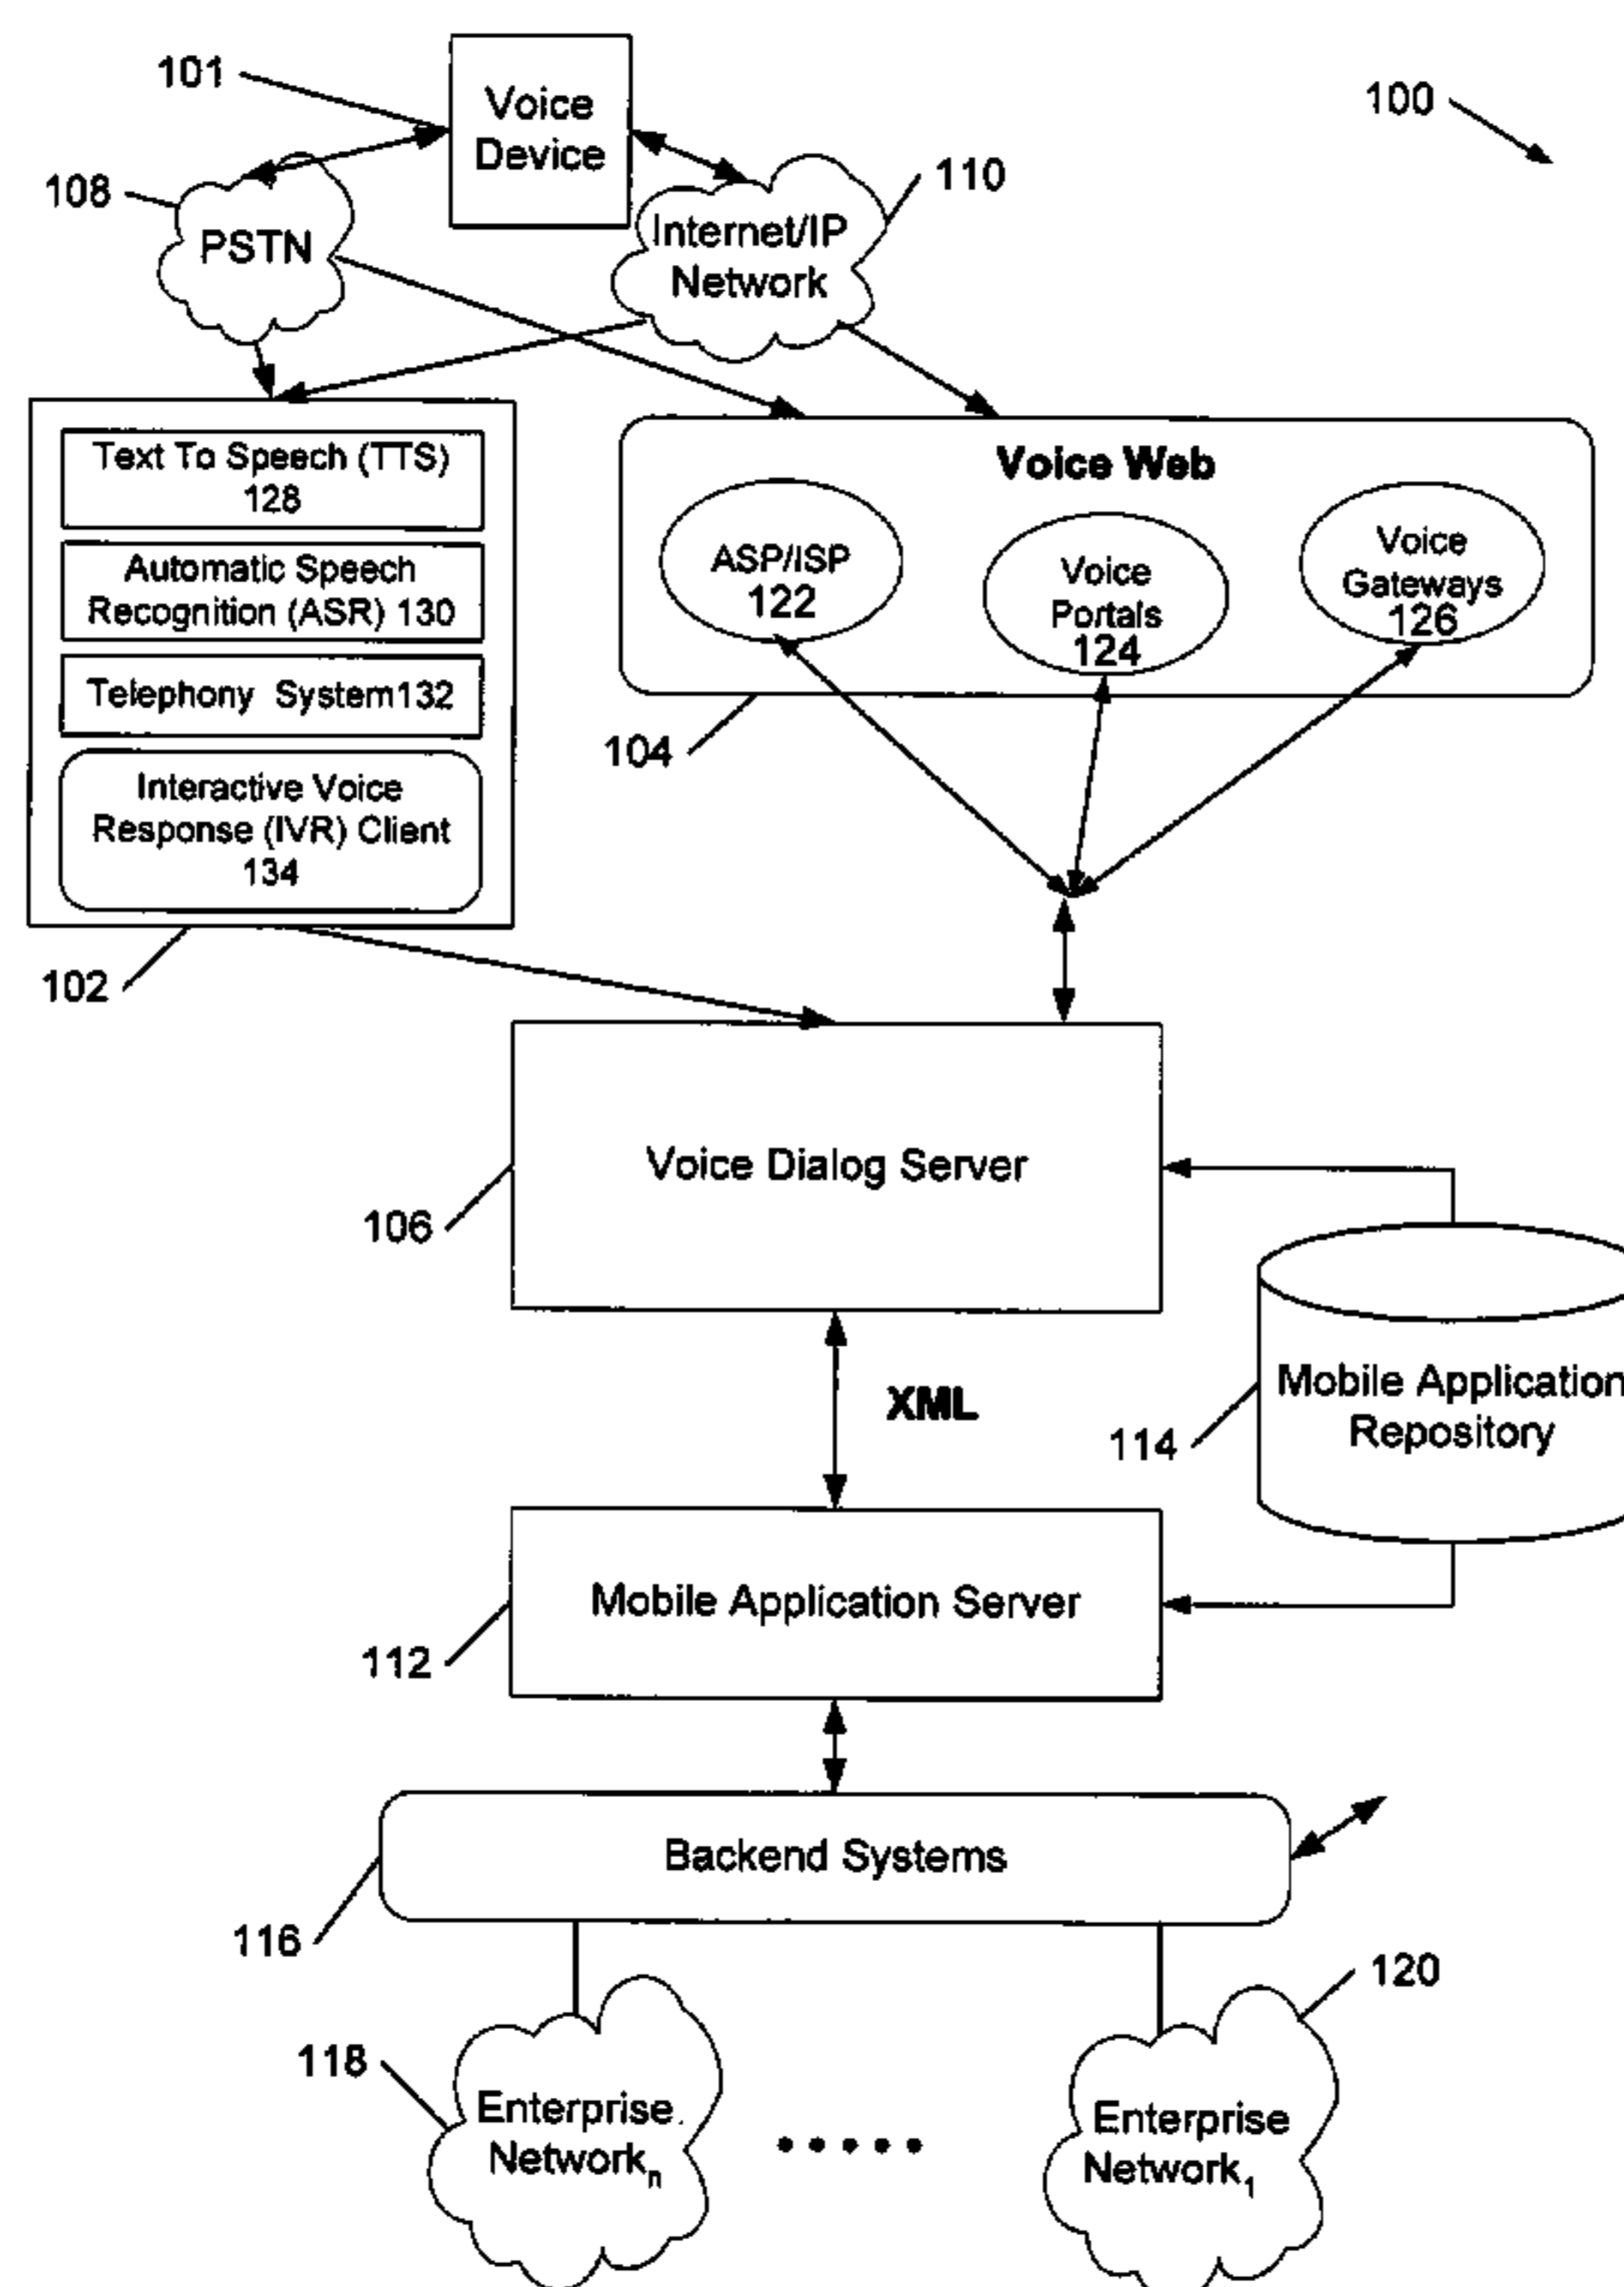 101
Voice
Device
100
108
PSTN
110
Internet/IP
Network
Text To Speech (TTS)
128
Automatic Speech
Recognition (ASR) 130
Telephony System132
Interactive Voice
Response (IVR) Client
134
102
Voice Web
ASP/ISP
122
Voice
Portals
124
Voice
Gateways
126
104
Voice Dialog Server
106
XML
Mobile Application
Repository
114
Mobile Application Server
112
Backend Systems
116
118
Enterprise
Networkn
120
Enterprise
Network1